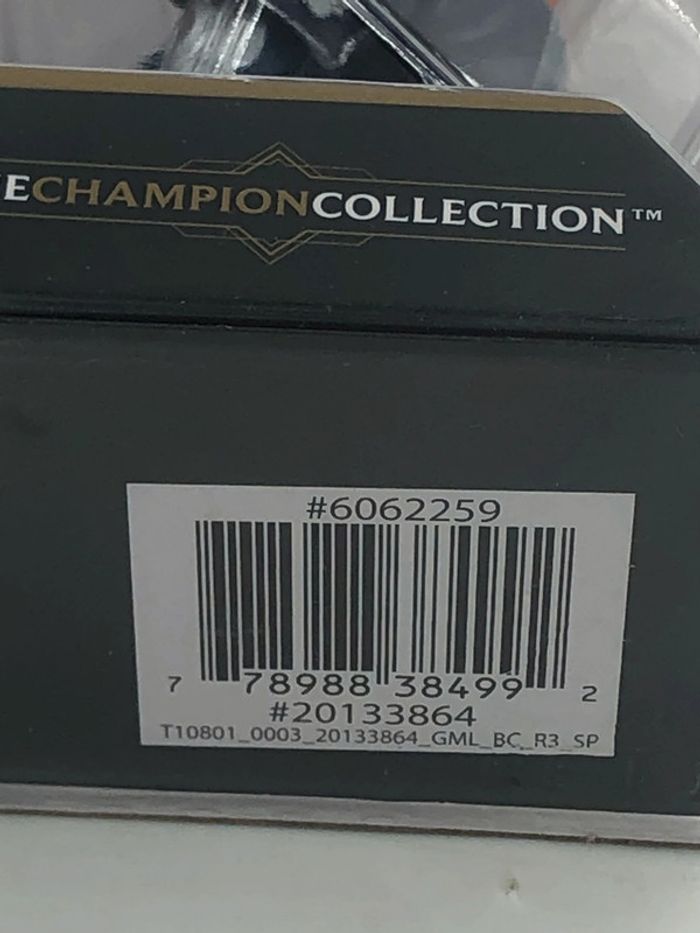 ECHAMPIONCOLLECTION™
#6062259
7 78988 38499 2
#20133864
T10801_0003_20133864_GML_BC_R3_SP